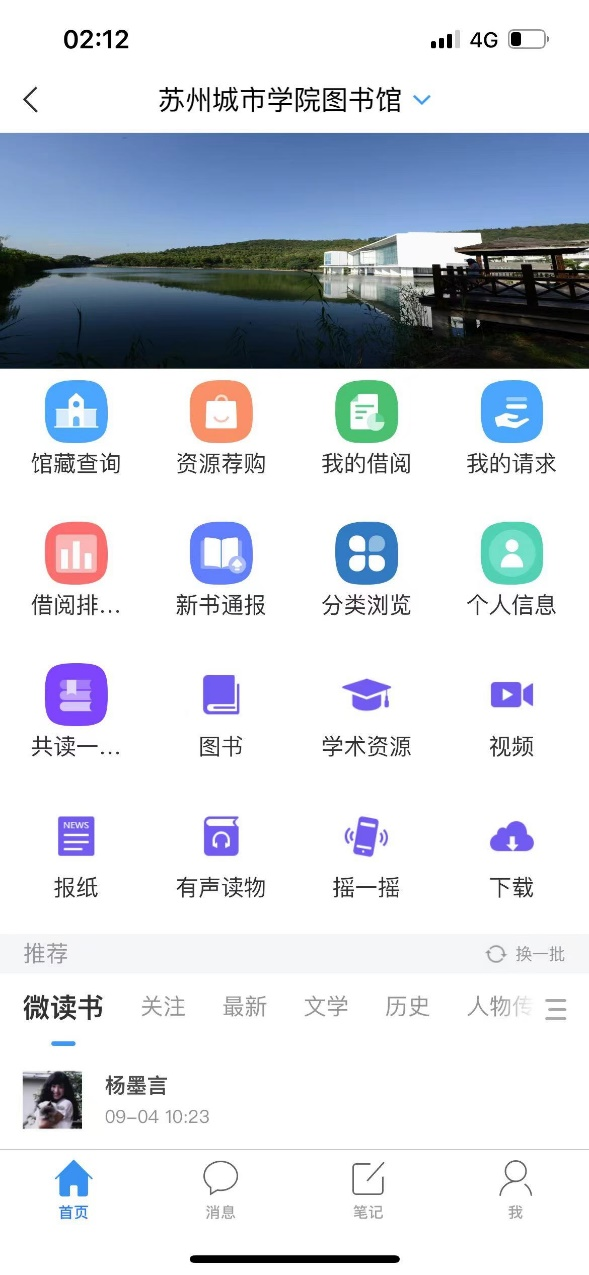 02:12
4G
苏州城市学院图书馆
馆藏查询 资源荐购 我的借阅 我的请求
借阅排... 新书通报 分类浏览 个人信息
共读一... 图书 学术资源 视频
NEWS
报纸 有声读物 摇一摇 下载
推荐 换一批
微读书 关注 最新 文学 历史 人物传
杨墨言
09-04 10:23
首页 消息 笔记 我